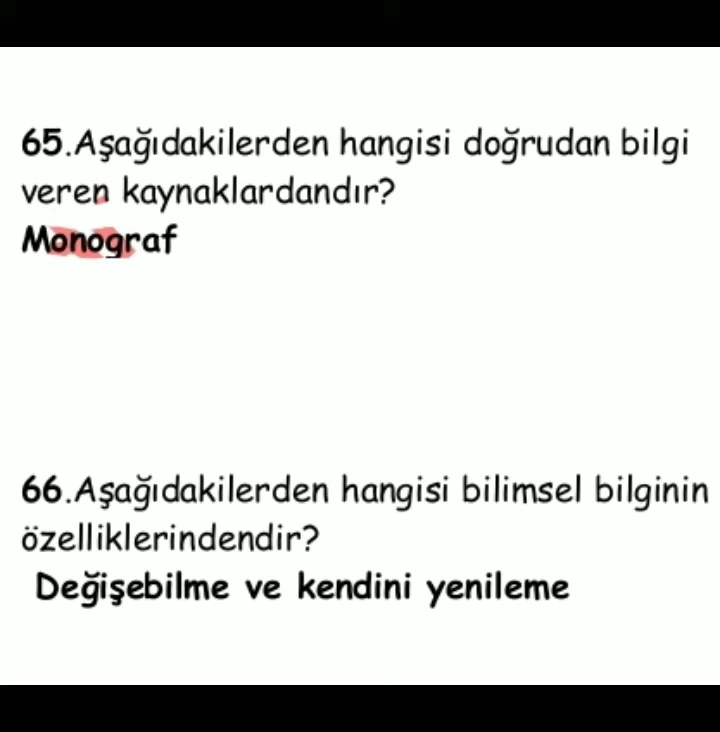 65.Aşağıdakilerden hangisi doğrudan bilgi
veren kaynaklardandır?
Monograf
66.Aşağıdakilerden hangisi bilimsel bilginin
özelliklerindendir?
Değişebilme ve kendini yenileme